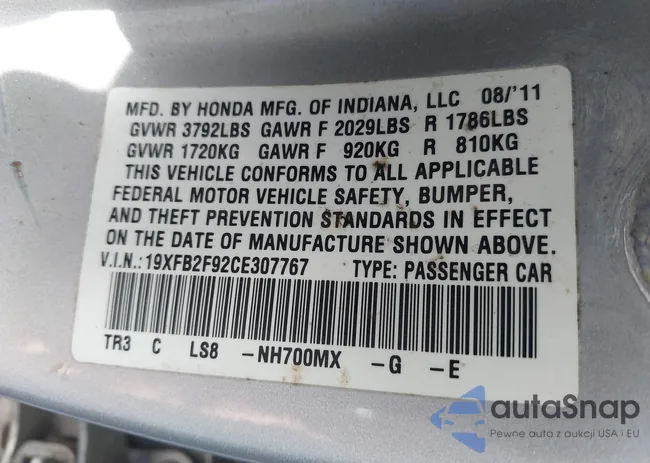 MFD. BY HONDA MFG. OF INDIANA, LLC 08/'11
GVWR 3792LBS GAWR F 2029LBS R 1786LBS
GVWR 1720KG GAWR F 920KG R 810KG
THIS VEHICLE CONFORMS TO ALL APPLICABLE
FEDERAL MOTOR VEHICLE SAFETY, BUMPER,
AND THEFT PREVENTION STANDARDS IN EFFECT
ON THE DATE OF MANUFACTURE SHOWN ABOVE.
V.I.N.:19XFB2F92CE307767 TYPE: PASSENGER CAR
TR3 C LS8 -NH700MX -G -E
autaSnap
Pewne auto z aukcji USA i EU